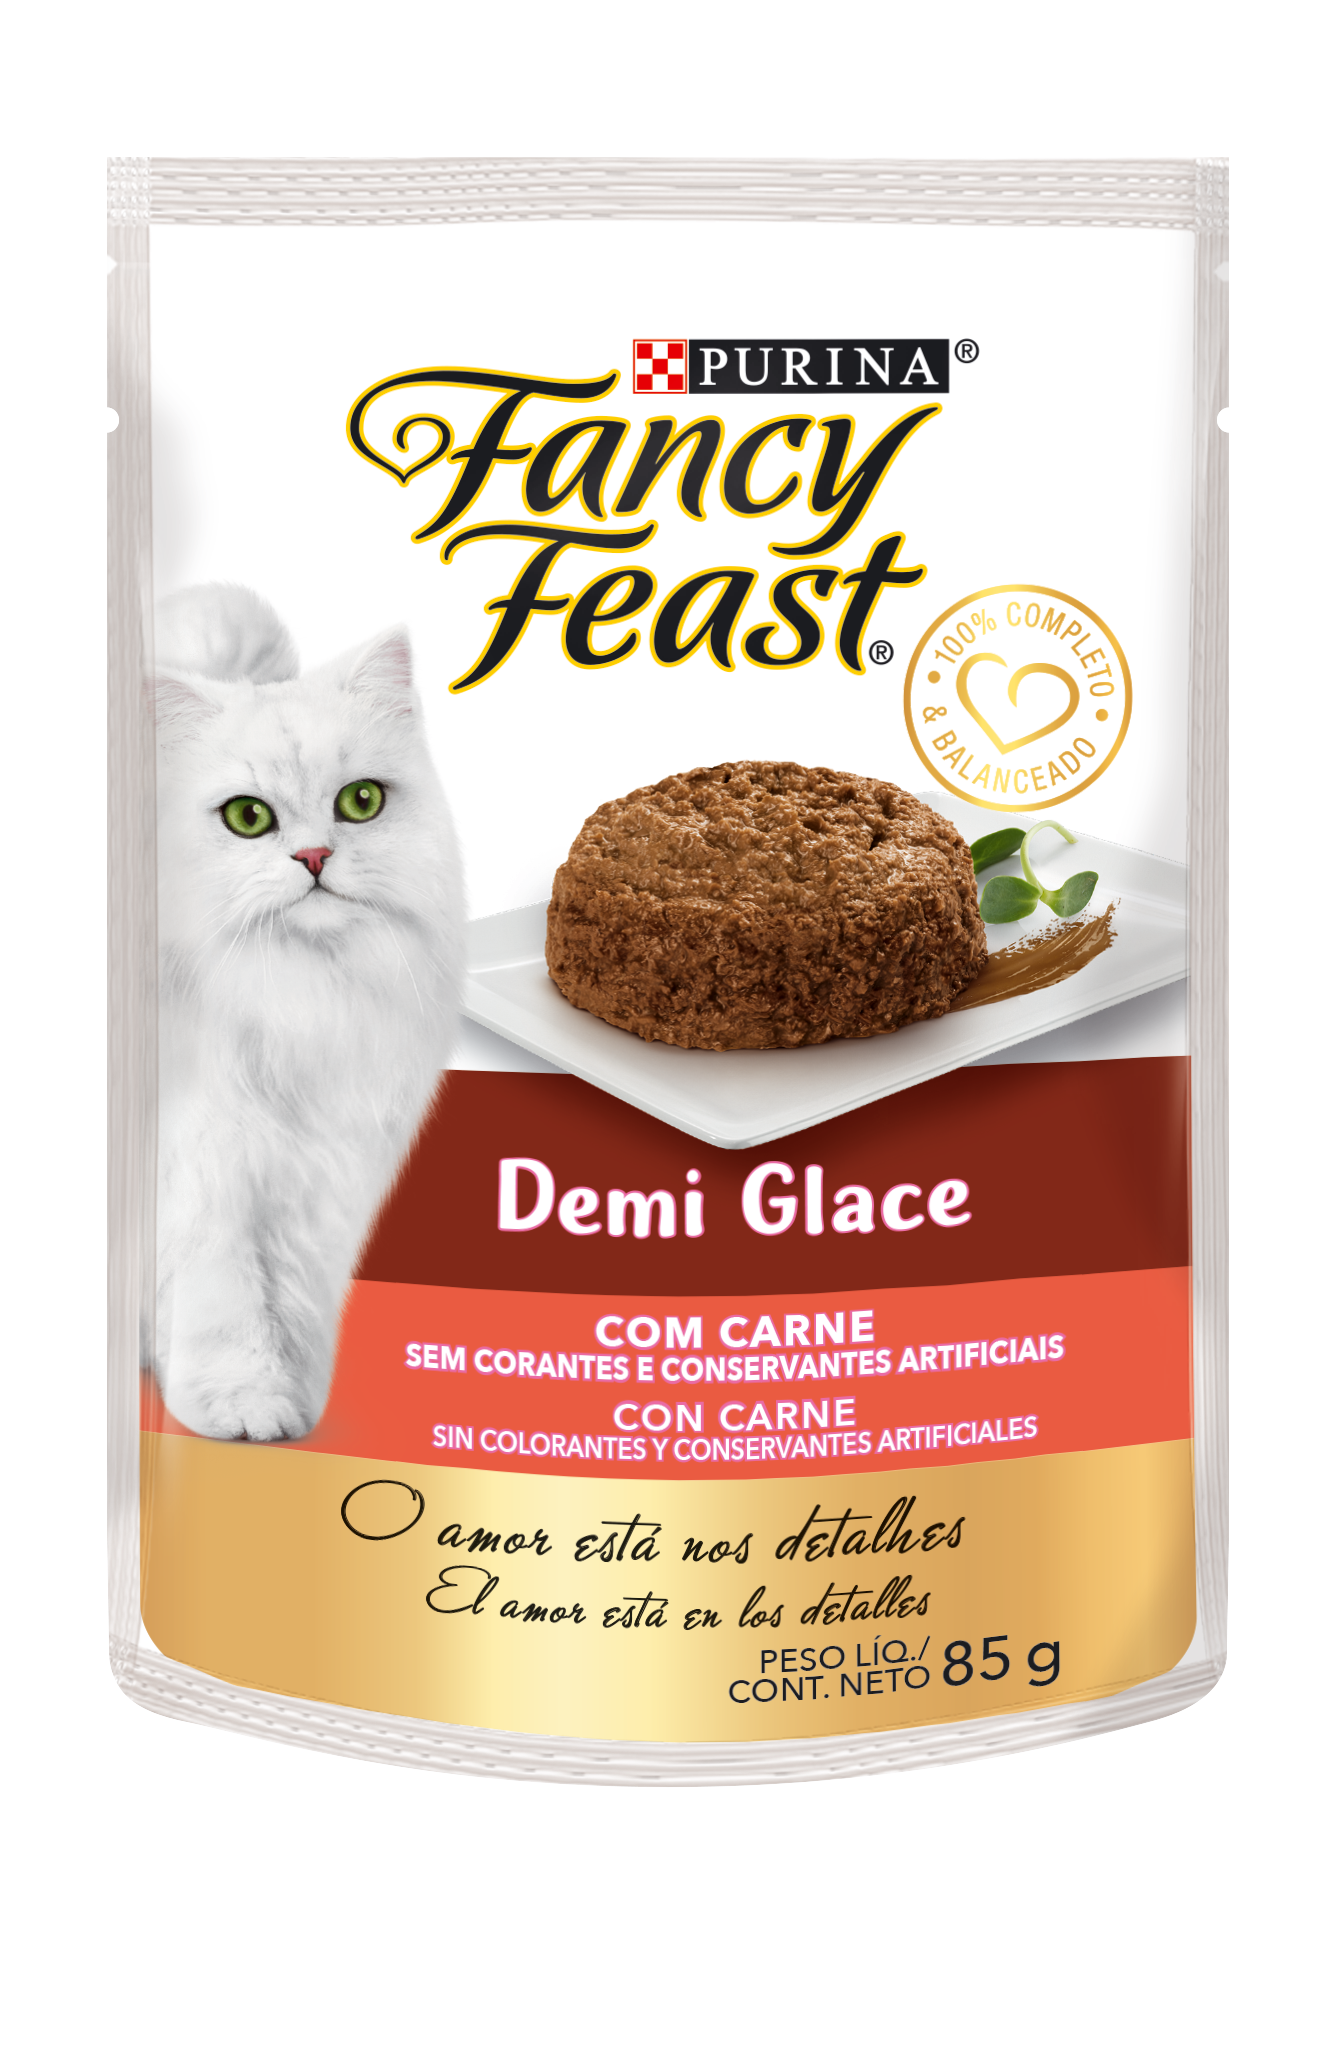 PURINA®
Fancy
Feast®
100% COMPLETO
& BALANCEADO
Demi Glace
COM CARNE
SEM CORANTES E CONSERVANTES ARTIFICIAIS
CON CARNE
SIN COLORANTES Y CONSERVANTES ARTIFICIALES
O amor está nos detalhes
El amor está en los detalles
PESO LÍQ./
CONT. NETO 85 g